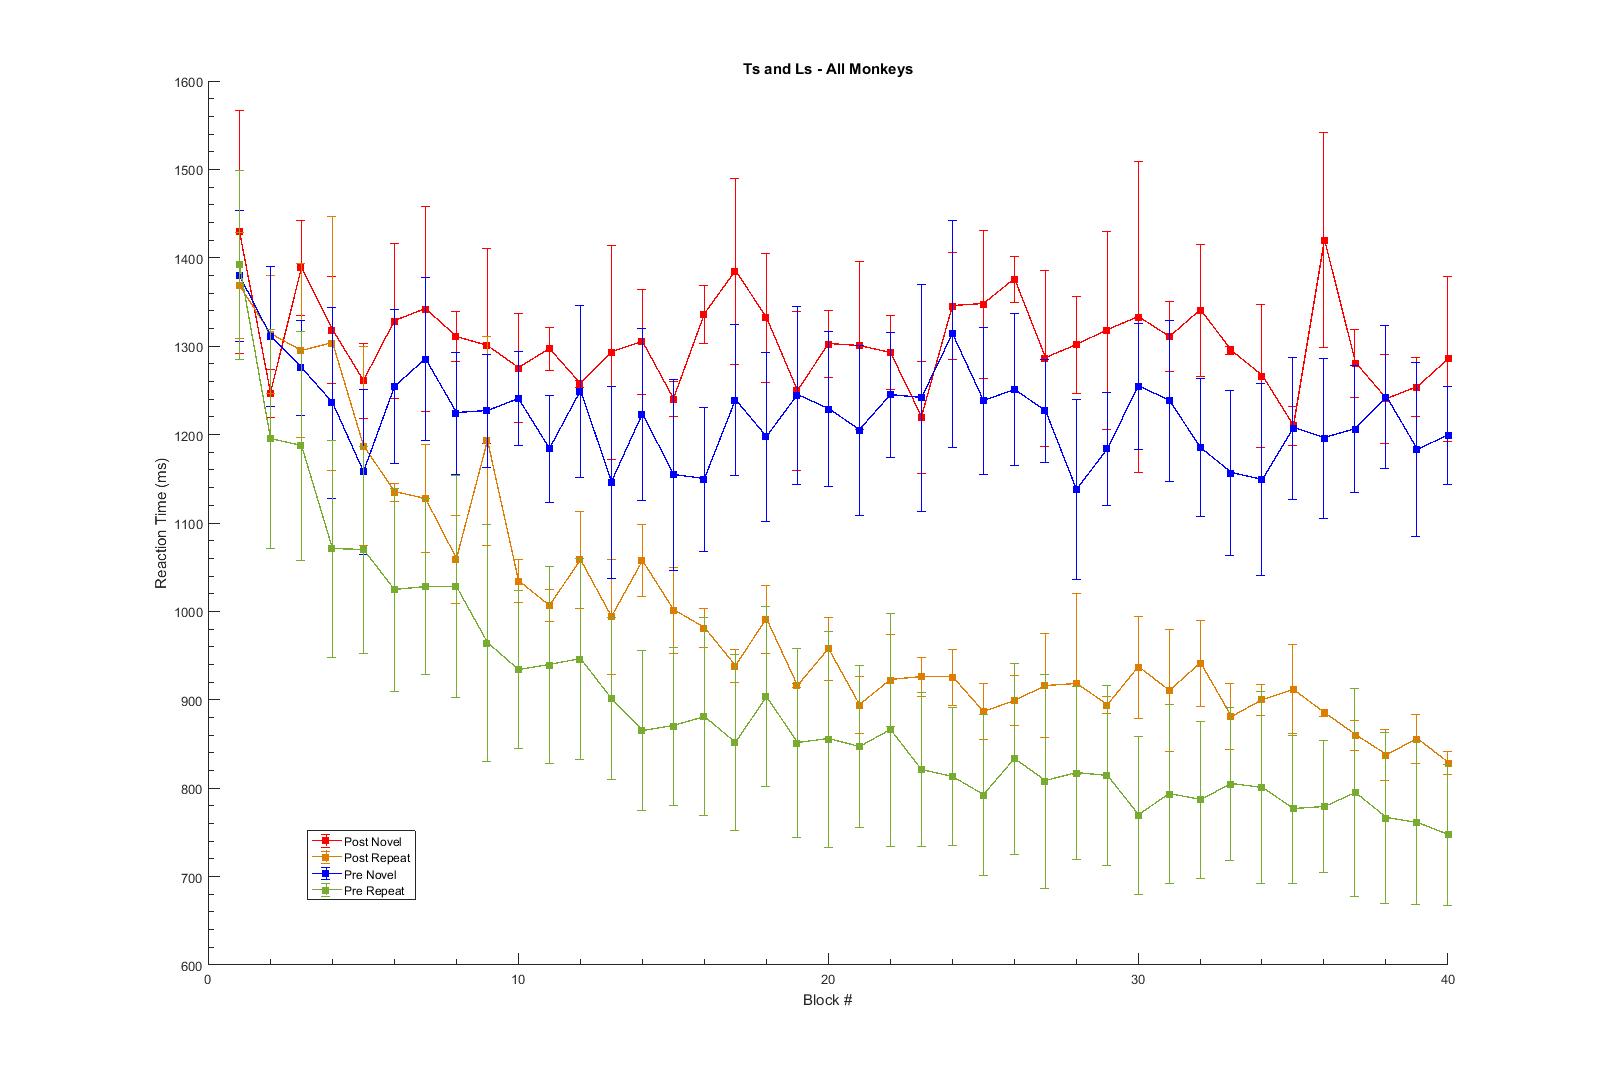 Ts and Ls - All Monkeys
1600
1500
1400
1300
1200
1100
1000
900
800
700
600
Reaction Time (ms)
Post Novel
Post Repeat
Pre Novel
Pre Repeat
0 10 20 30 40
Block #